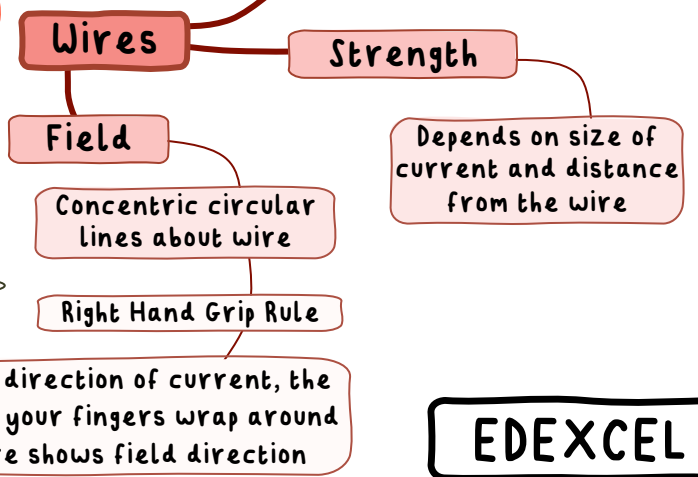 Wires
Strength
Field
Depends on size of
current and distance
from the wire
Concentric circular
lines about wire
Right Hand Grip Rule
direction of current, the
your fingers wrap around
shows field direction
EDEXCEL